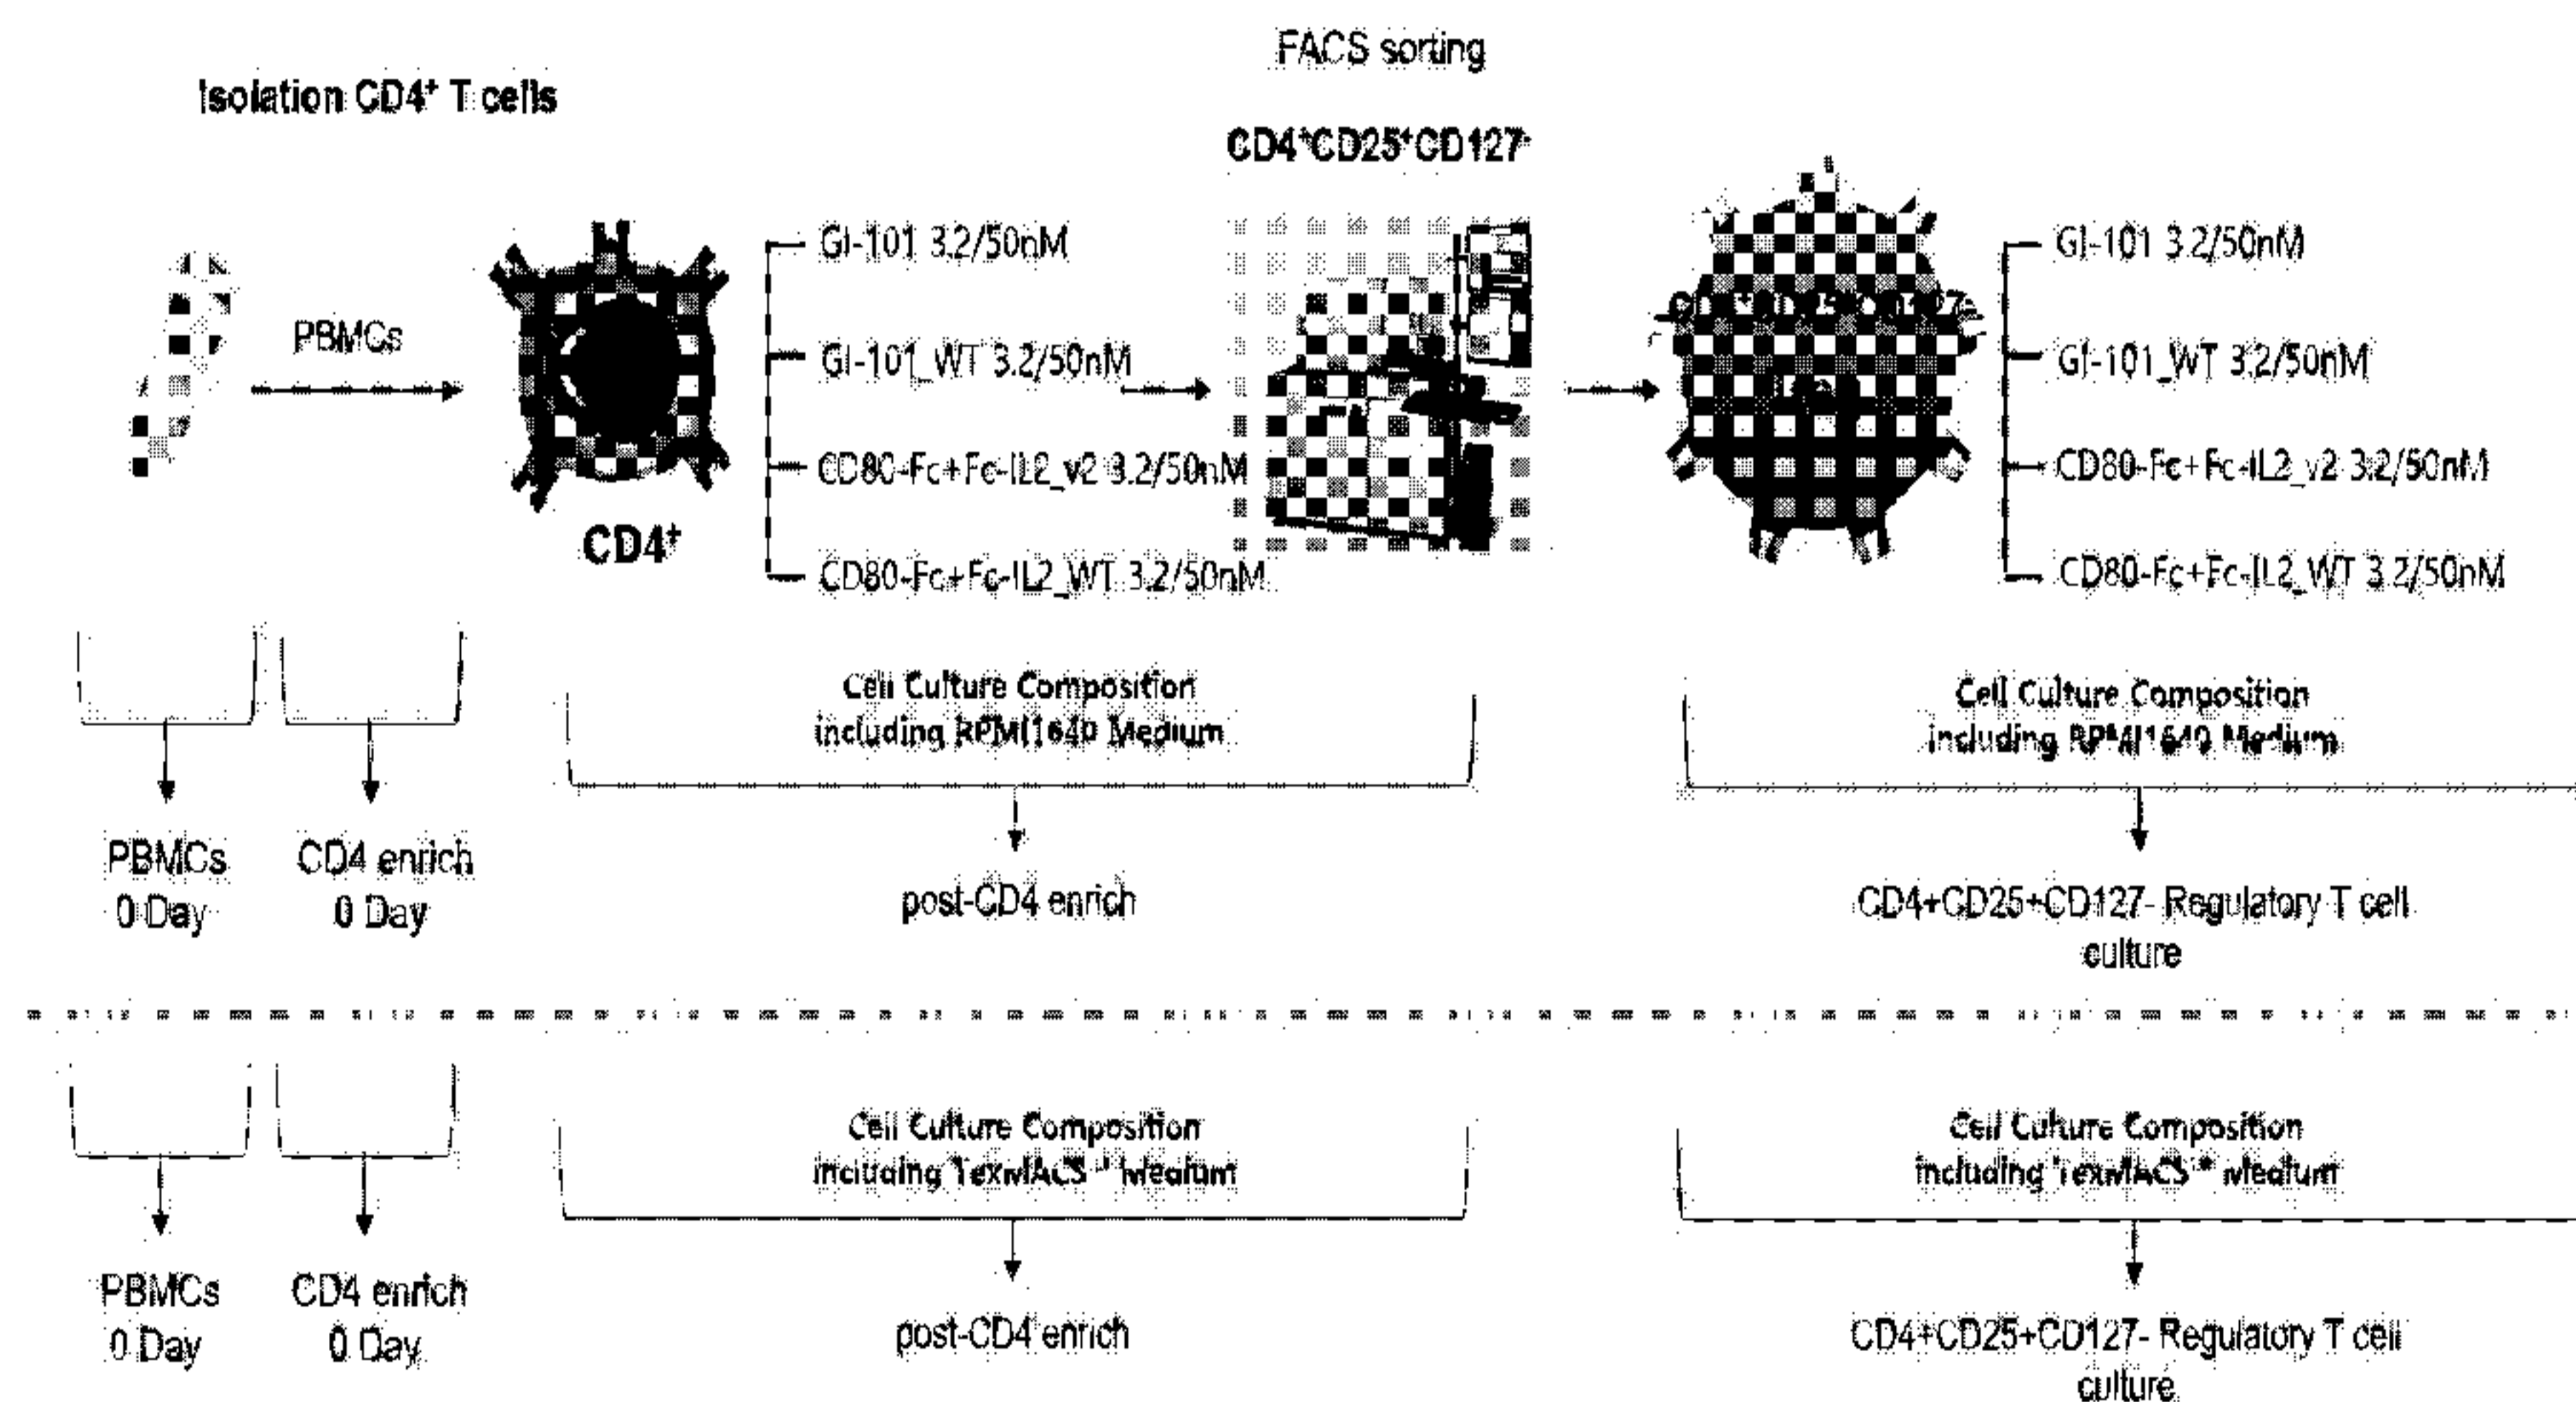 Isolation CD4⁺ T cells
FACS sorting
CD4⁺CD25⁺CD127⁻
PBMCs
CD4⁺
GI-101 3.2/50nM
GI-101_WT 3.2/50nM
CD80-Fc+Fc-IL2_v2 3.2/50nM
CD80-Fc+Fc-IL2_WT 3.2/50nM
GI-101 3.2/50nM
GI-101_WT 3.2/50nM
CD80-Fc+Fc-IL2_v2 3.2/50nM
CD80-Fc+Fc-IL2_WT 3.2/50nM
Cell Culture Composition
including RPMI1640 Medium
Cell Culture Composition
including RPMI1640 Medium
PBMCs
0 Day
CD4 enrich
0 Day
post-CD4 enrich
CD4+CD25+CD127- Regulatory T cell
culture
Cell Culture Composition
including TexMACS™ Medium
Cell Culture Composition
including TexMACS™ Medium
PBMCs
0 Day
CD4 enrich
0 Day
post-CD4 enrich
CD4+CD25+CD127- Regulatory T cell
culture